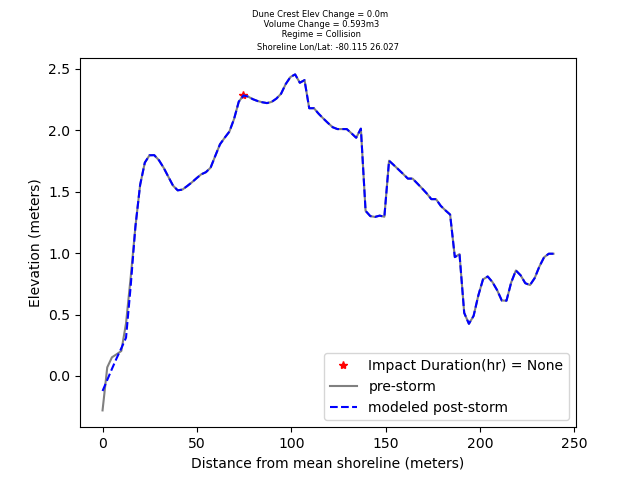 Dune Crest Elev Change = 0.0m
Volume Change = 0.593m3
Regime = Collision
Shoreline Lon/Lat: -80.115 26.027
2.5
2.0
1.5
1.0
0.5
0.0
Elevation (meters)
Impact Duration(hr) = None
pre-storm
modeled post-storm
0
50
100
150
200
250
Distance from mean shoreline (meters)